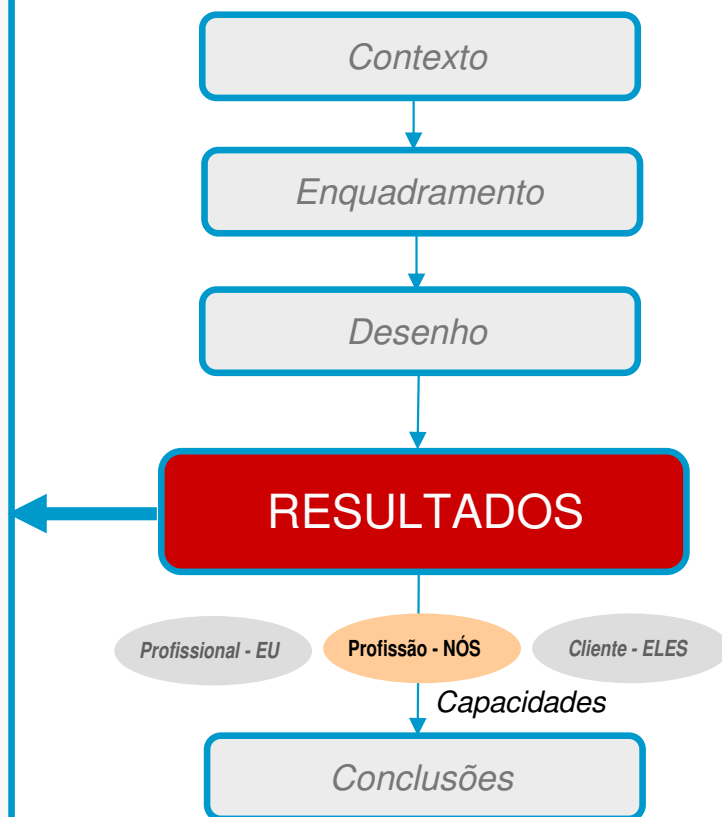 Contexto
Enquadramento
Desenho
RESULTADOS
Profissional - EU
Profissão - NÓS
Cliente - ELES
Capacidades
Conclusões